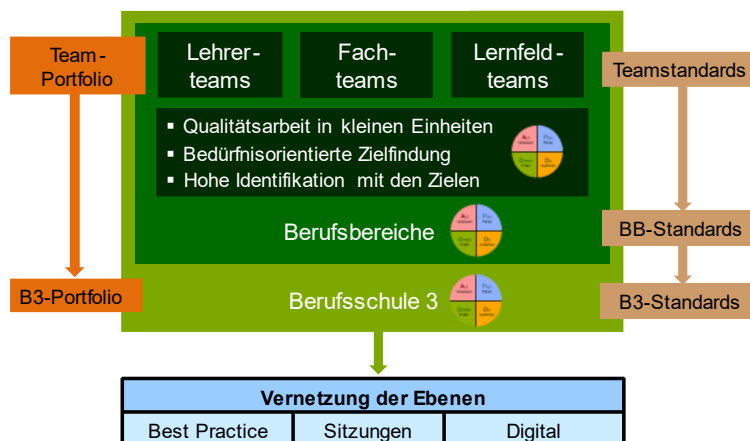 Team-
Portfolio
Lehrer-
teams
Fach-
teams
Lernfeld-
teams
Teamstandards
▪ Qualitätsarbeit in kleinen Einheiten
▪ Bedürfnisorientierte Zielfindung
▪ Hohe Identifikation mit den Zielen
Berufsbereiche
BB-Standards
B3-Portfolio
Berufsschule 3
B3-Standards
Vernetzung der Ebenen
Best Practice
Sitzungen
Digital